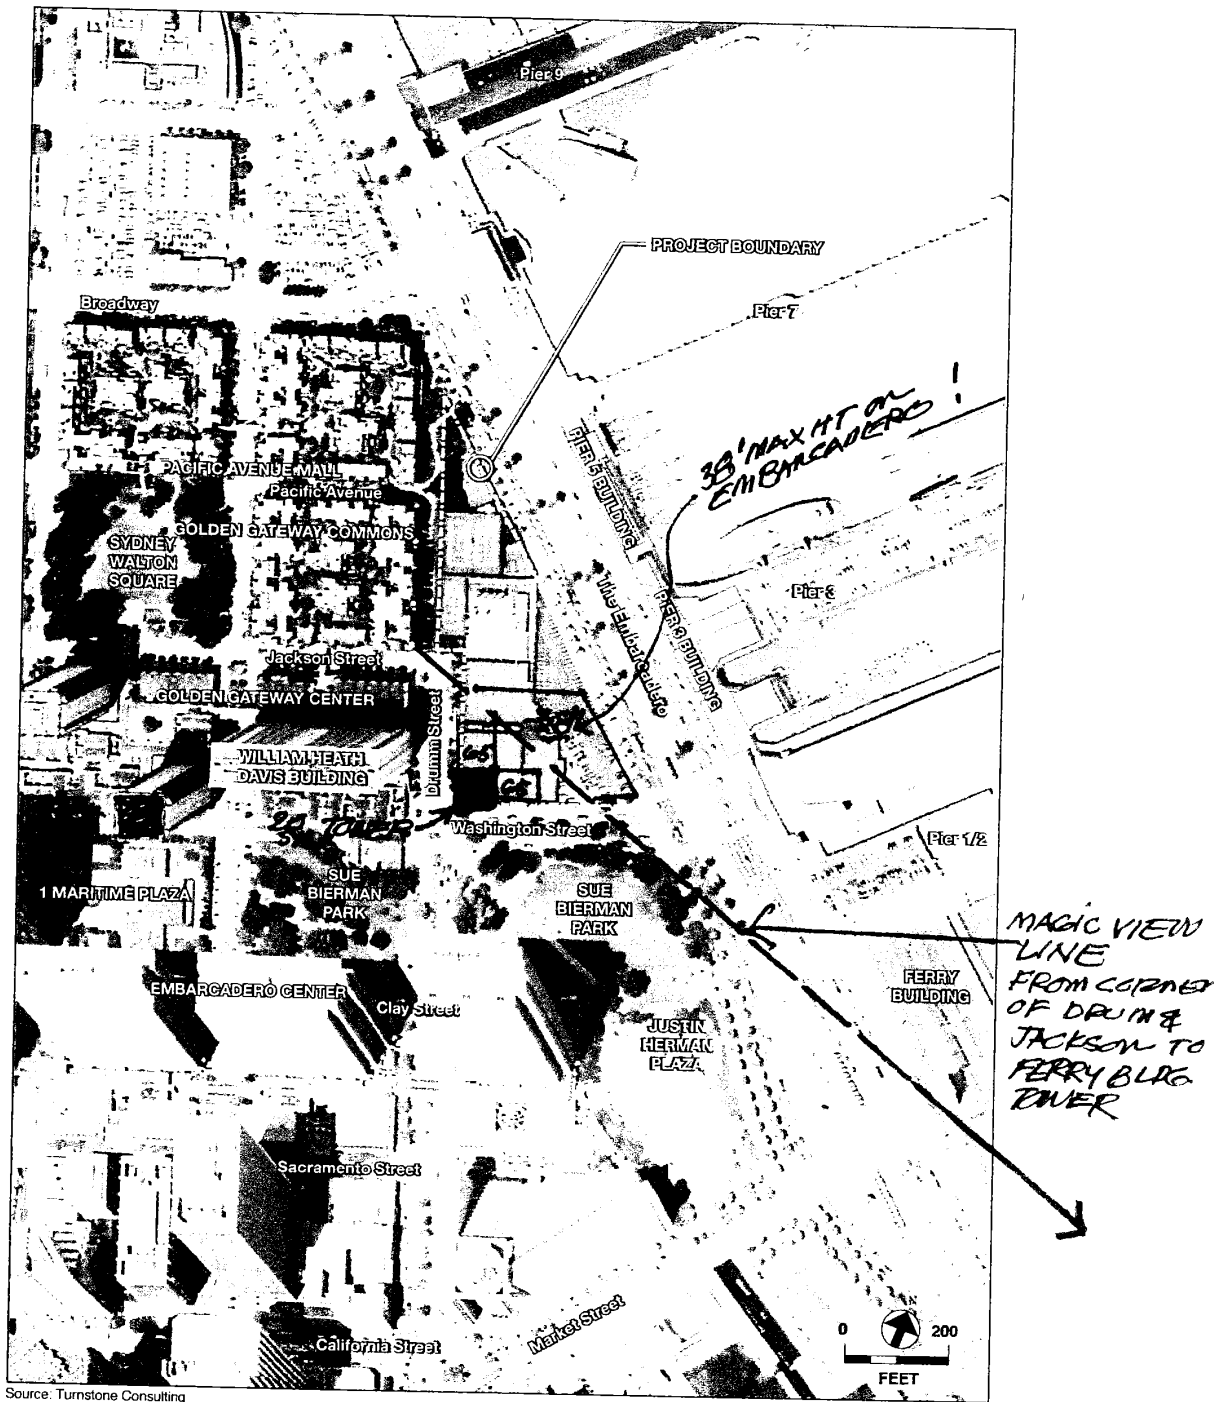 Pier 9
PROJECT BOUNDARY
Broadway
Pier 7
38' MAX HT ON
EMBARCADERO !
PIER 5 BUILDING
PACIFIC AVENUE MALL
Pacific Avenue
GOLDEN GATEWAY COMMONS
SYDNEY
WALTON
SQUARE
The Embarcadero
PIER 3 BUILDING
Pier 3
Jackson Street
GOLDEN GATEWAY CENTER
Drumm Street
WILLIAM HEATH
DAVIS BUILDING
65
65
TOWER
Washington Street
Pier 1/2
1 MARITIME PLAZA
SUE
BIERMAN
PARK
SUE
BIERMAN
PARK
MAGIC VIEW
LINE
FROM CORNER
OF DRUM &
JACKSON TO
FERRY BLDG
TOWER
FERRY
BUILDING
EMBARCADERO CENTER
Clay Street
JUSTIN
HERMAN
PLAZA
Sacramento Street
Market Street
California Street
N
0 200
FEET
Source: Turnstone Consulting